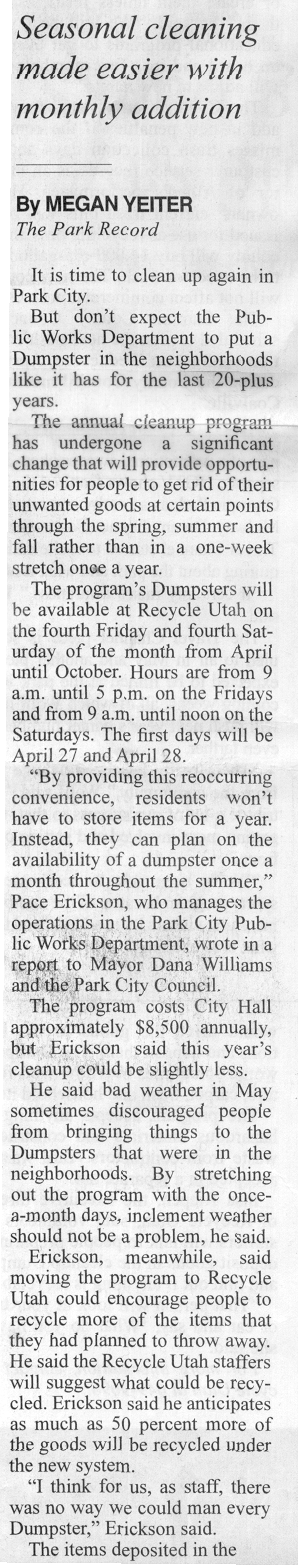 Seasonal cleaning
made easier with
monthly addition
By MEGAN YEITER
The Park Record
It is time to clean up again in
Park City.
But don't expect the Pub-
lic Works Department to put a
Dumpster in the neighborhoods
like it has for the last 20-plus
years.
The annual cleanup program
has undergone a significant
change that will provide opportu-
nities for people to get rid of their
unwanted goods at certain points
through the spring, summer and
fall rather than in a one-week
stretch once a year.
The program's Dumpsters will
be available at Recycle Utah on
the fourth Friday and fourth Sat-
urday of the month from April
until October. Hours are from 9
a.m. until 5 p.m. on the Fridays
and from 9 a.m. until noon on the
Saturdays. The first days will be
April 27 and April 28.
“By providing this reoccurring
convenience, residents won't
have to store items for a year.
Instead, they can plan on the
availability of a dumpster once a
month throughout the summer,”
Pace Erickson, who manages the
operations in the Park City Pub-
lic Works Department, wrote in a
report to Mayor Dana Williams
and the Park City Council.
The program costs City Hall
approximately $8,500 annually,
but Erickson said this year's
cleanup could be slightly less.
He said bad weather in May
sometimes discouraged people
from bringing things to the
Dumpsters that were in the
neighborhoods. By stretching
out the program with the once-
a-month days, inclement weather
should not be a problem, he said.
Erickson, meanwhile, said
moving the program to Recycle
Utah could encourage people to
recycle more of the items that
they had planned to throw away.
He said the Recycle Utah staffers
will suggest what could be recy-
cled. Erickson said he anticipates
as much as 50 percent more of
the goods will be recycled under
the new system.
“I think for us, as staff, there
was no way we could man every
Dumpster,” Erickson said.
The items deposited in the